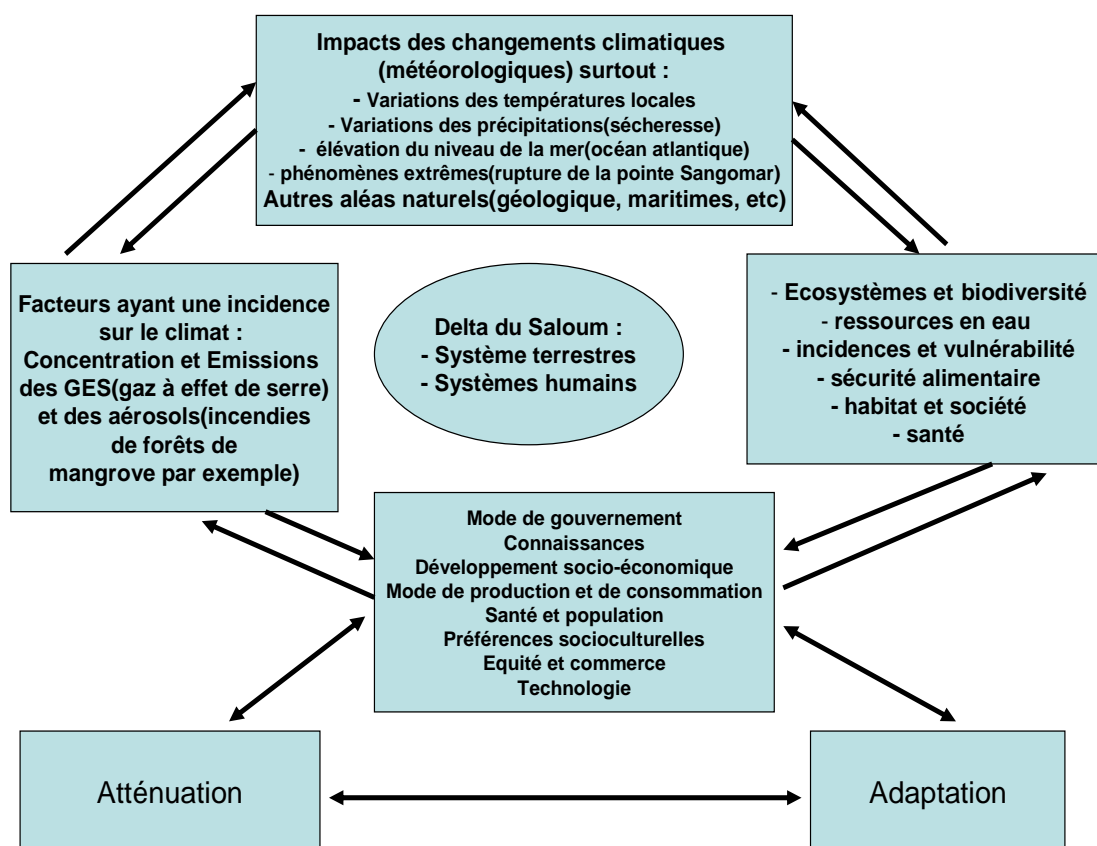 Impacts des changements climatiques
(météorologiques) surtout :
- Variations des températures locales
- Variations des précipitations(sécheresse)
- élévation du niveau de la mer(océan atlantique)
- phénomènes extrêmes(rupture de la pointe Sangomar)
Autres aléas naturels(géologique, maritimes, etc)
Facteurs ayant une incidence
sur le climat :
Concentration et Emissions
des GES(gaz à effet de serre)
et des aérosols(incendies
de forêts de
mangrove par exemple)
Delta du Saloum :
- Système terrestres
- Systèmes humains
- Ecosystèmes et biodiversité
- ressources en eau
- incidences et vulnérabilité
- sécurité alimentaire
- habitat et société
- santé
Mode de gouvernement
Connaissances
Développement socio-économique
Mode de production et de consommation
Santé et population
Préférences socioculturelles
Equité et commerce
Technologie
Atténuation
Adaptation